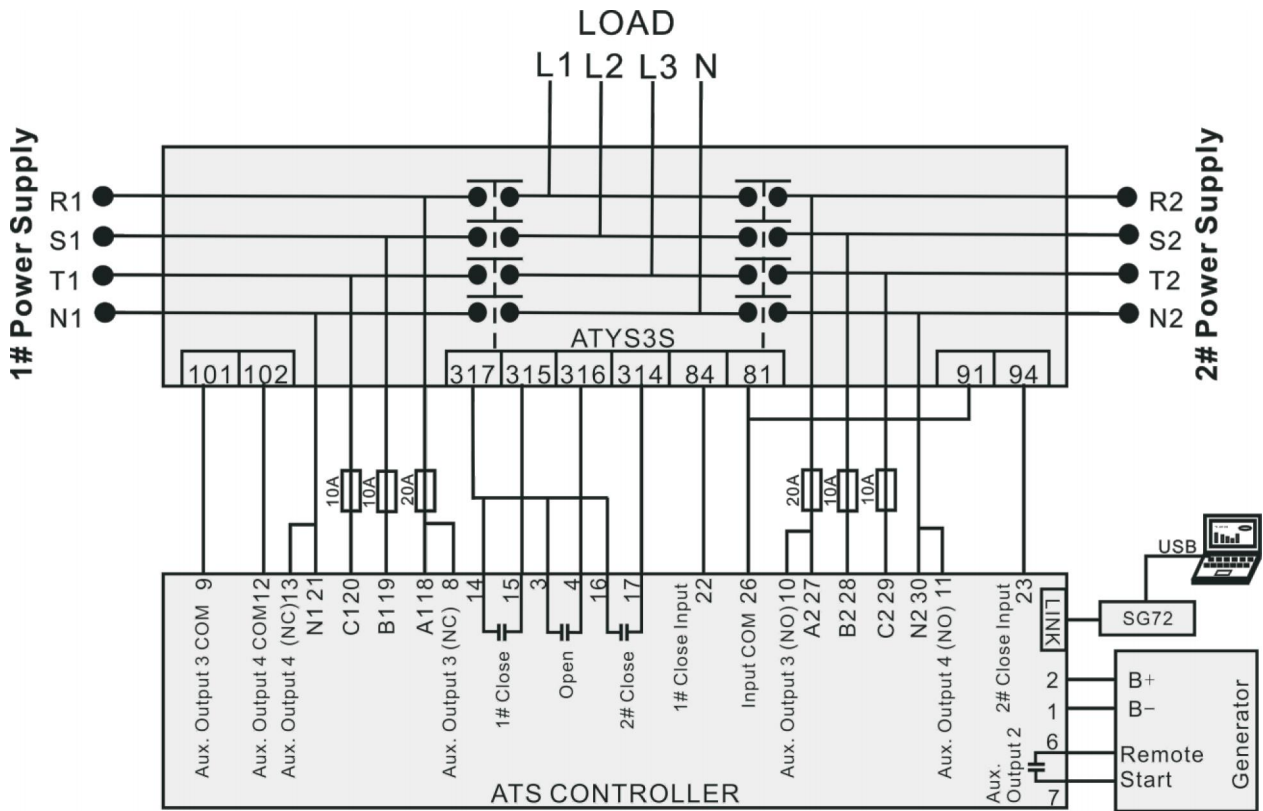 LOAD
L1 L2 L3 N
1# Power Supply
R1
S1
T1
N1
2# Power Supply
R2
S2
T2
N2
ATYS3S
101 102 317 315 316 314 84 81 91 94
10A 10A 20A
20A 10A 10A
USB
SG72
LINK
Aux. Output 3 COM 9
Aux. Output 4 COM 12
Aux. Output 4 (NC) 13
N1 21
C1 20
B1 19
A1 18
Aux. Output 3 (NC) 8
14
15
1# Close
3
4
Open
16
17
2# Close
1# Close Input 22
Input COM 26
Aux. Output 3 (NO) 10
A2 27
B2 28
C2 29
N2 30
Aux. Output 4 (NO) 11
2# Close Input 23
2 B+
1 B-
6 Remote
7 Start
Aux. Output 2
Generator
ATS CONTROLLER